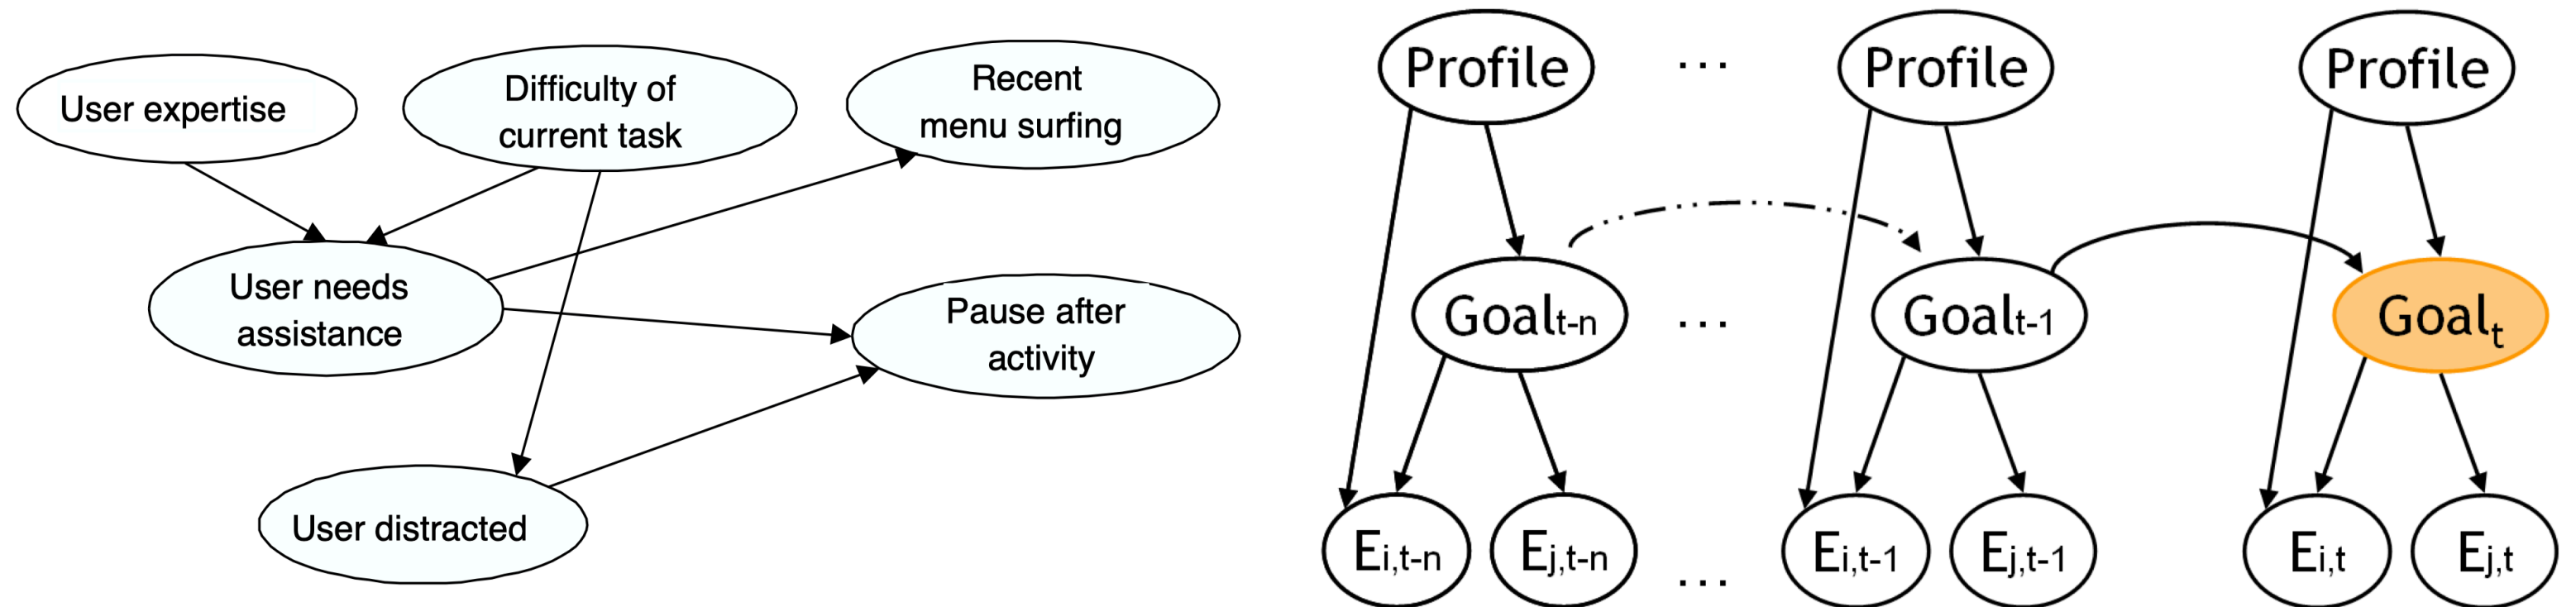 User expertise
Difficulty of
current task
Recent
menu surfing
User needs
assistance
Pause after
activity
User distracted
Profile
...
Profile
Profile
Goalt-n
...
Goalt-1
Goalt
Ei,t-n
Ej,t-n
...
Ei,t-1
Ej,t-1
Ei,t
Ej,t